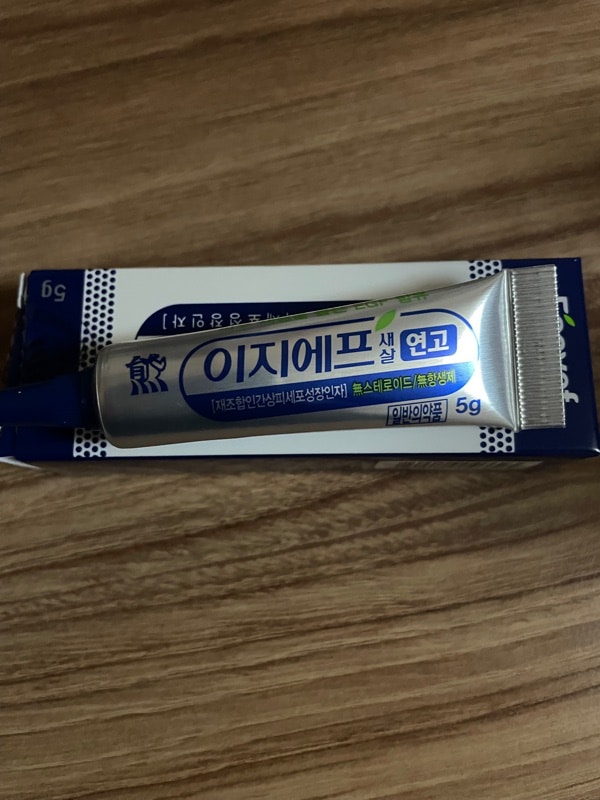 이지에프
새살
연고
[재조합인간상피세포성장인자]
無스테로이드/無항생제
일반의약품
5g
5g